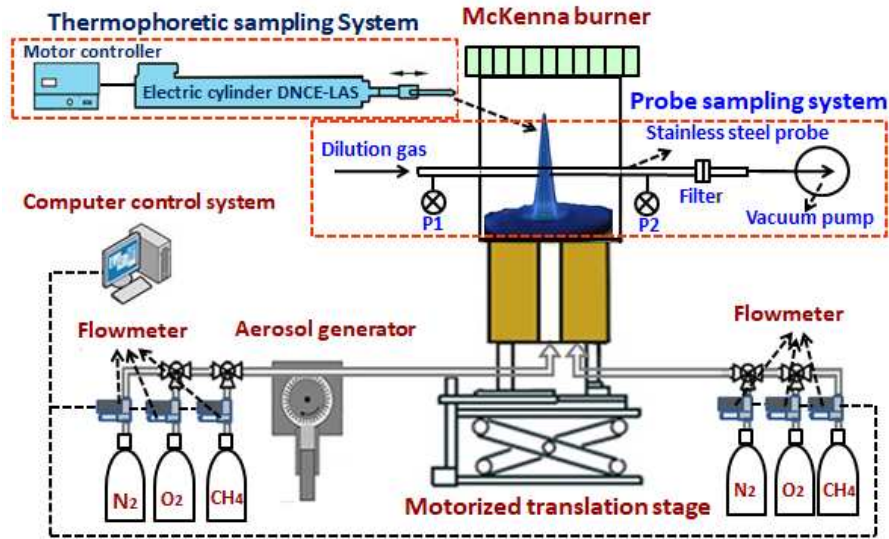 Thermophoretic sampling System
McKenna burner
Motor controller
Electric cylinder DNCE-LAS
Probe sampling system
Stainless steel probe
Dilution gas
P1
P2
Filter
Vacuum pump
Computer control system
Flowmeter
Aerosol generator
Flowmeter
N2
O2
CH4
Motorized translation stage
N2
O2
CH4